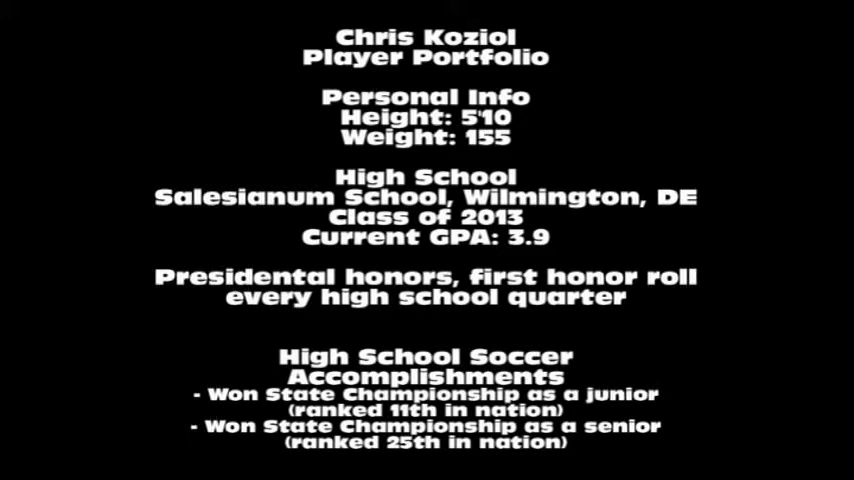 Chris Koziol
Player Portfolio
Personal Info
Height: 5'10
Weight: 155
High School
Salesianum School, Wilmington, DE
Class of 2013
Current GPA: 3.9
Presidental honors, first honor roll
every high school quarter
High School Soccer
Accomplishments
- Won State Championship as a junior
(ranked 11th in nation)
- Won State Championship as a senior
(ranked 25th in nation)